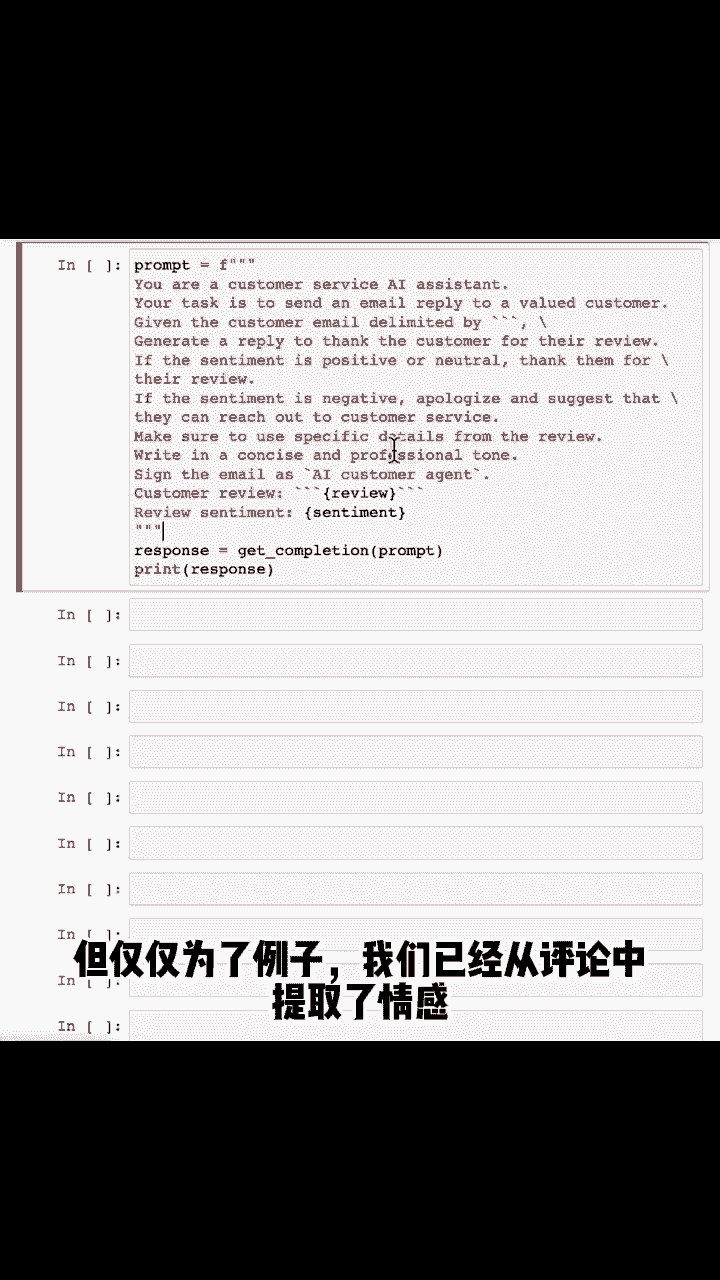 In [ ]: prompt = f"""
You are a customer service AI assistant.
Your task is to send an email reply to a valued customer.
Given the customer email delimited by ```, \
Generate a reply to thank the customer for their review.
If the sentiment is positive or neutral, thank them for \
their review.
If the sentiment is negative, apologize and suggest that \
they can reach out to customer service.
Make sure to use specific details from the review.
Write in a concise and professional tone.
Sign the email as `AI customer agent`.
Customer review: ```{review}```
Review sentiment: {sentiment}
"""
response = get_completion(prompt)
print(response)
In [ ]:
In [ ]:
In [ ]:
In [ ]:
In [ ]:
In [ ]:
In [ ]:
In [ ]:
但仅仅为了例子，我们已经从评论中
In [ ]:
提取了情感
In [ ]: